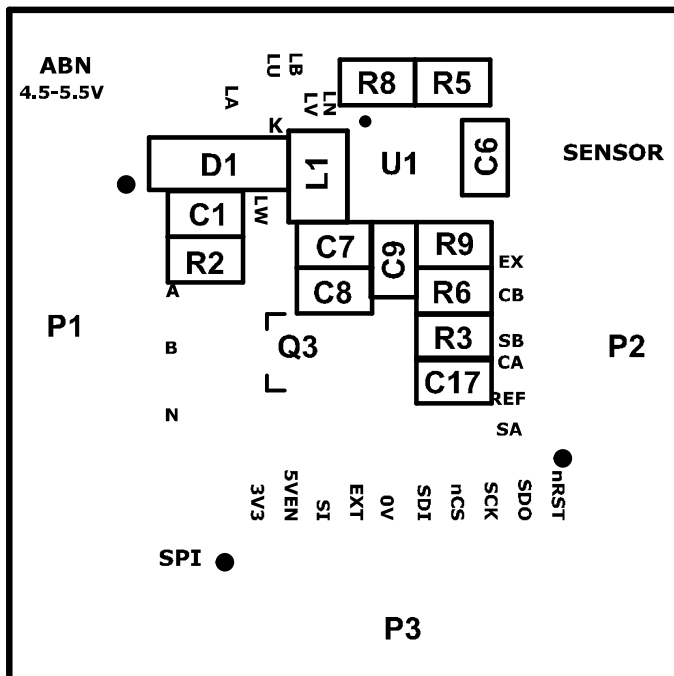 ABN
4.5-5.5V
LU
LB
LA
LV
LN
R8
R5
K
D1
L1
U1
C6
SENSOR
C1
LW
R2
C7
C9
R9
EX
A
C8
R6
CB
P1
B
Q3
R3
SB
P2
CA
C17
REF
N
SA
3V3
5VEN
SI
EXT
0V
SDI
nCS
SCK
SDO
nRST
SPI
P3